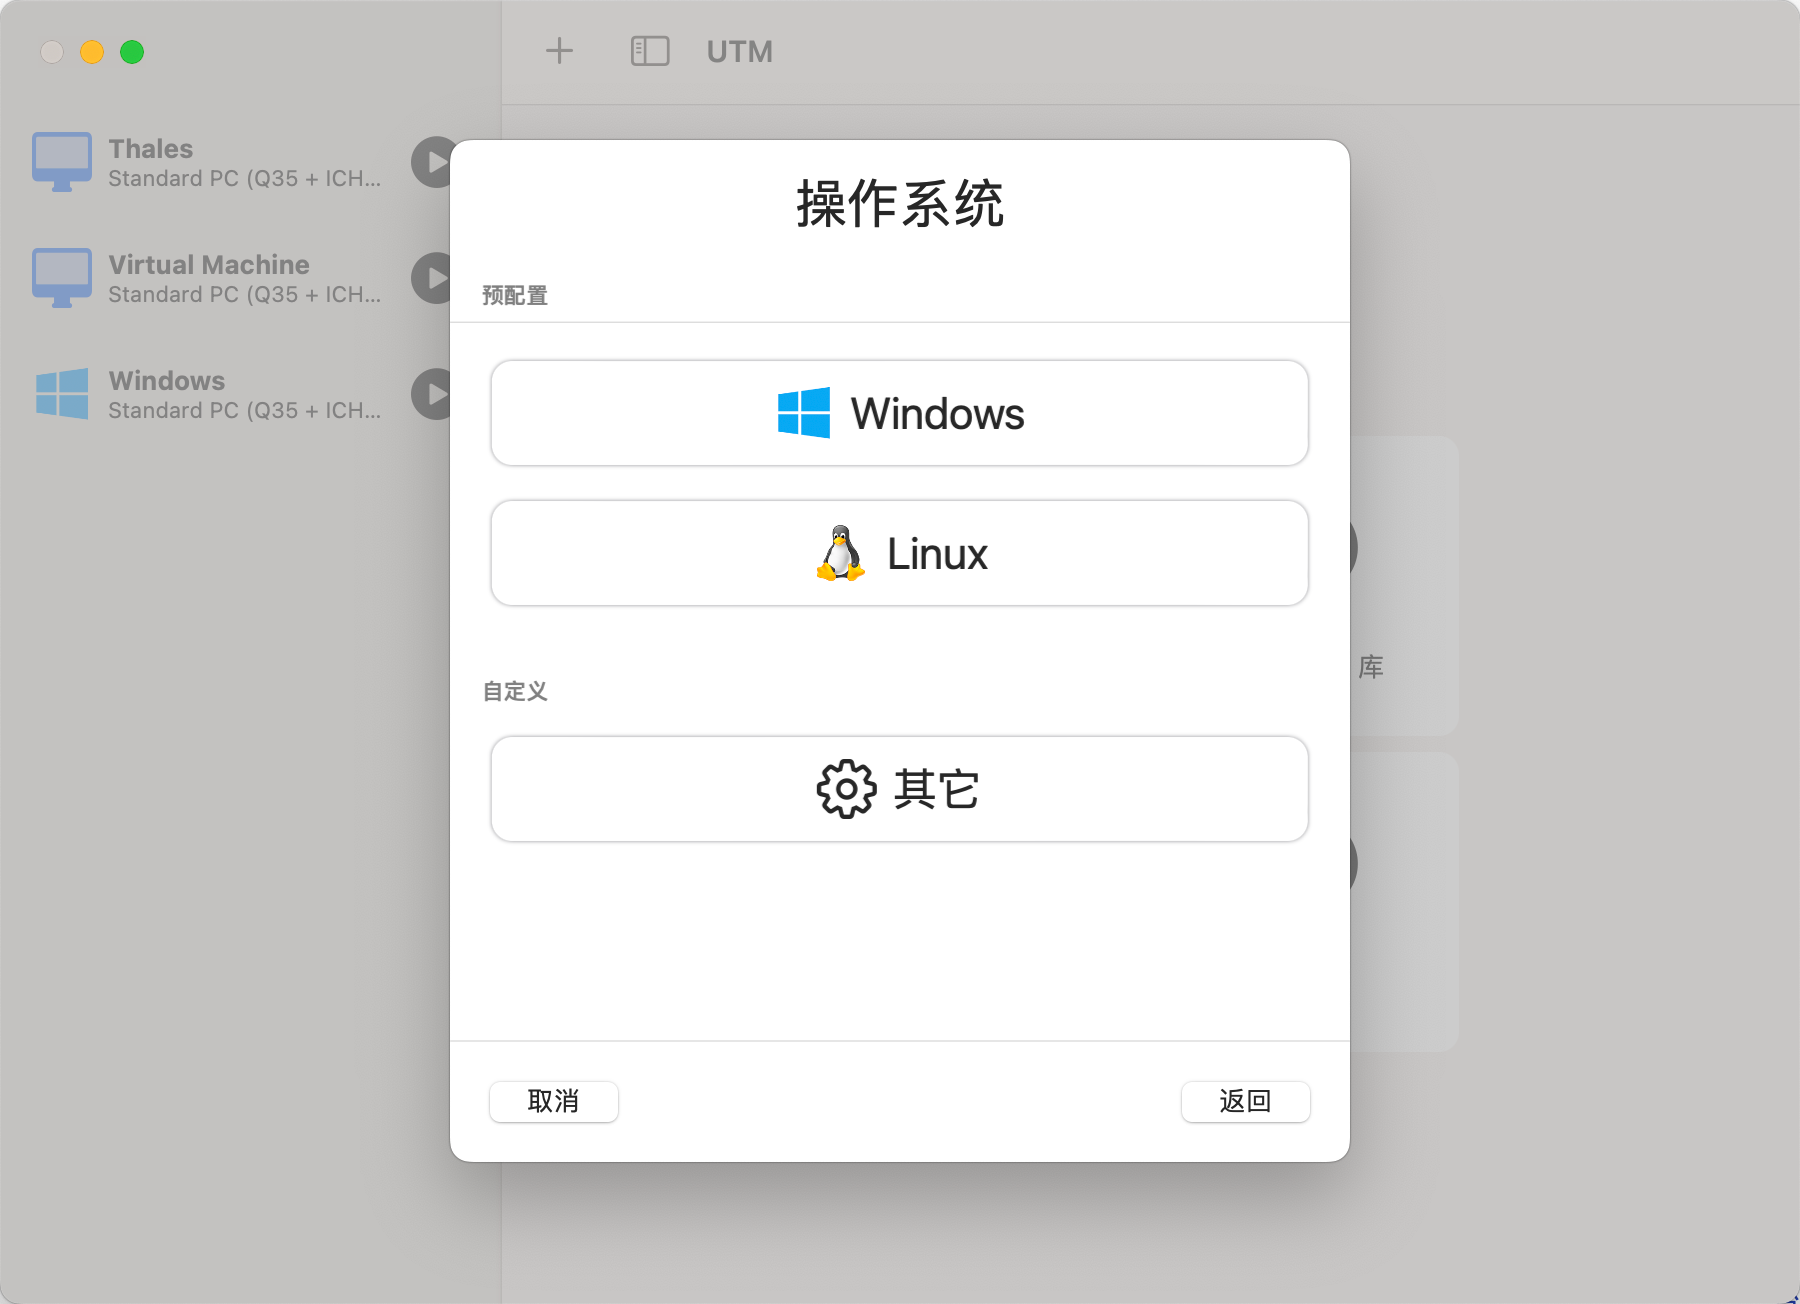 UTM
Thales
Standard PC (Q35 + ICH...
Virtual Machine
Standard PC (Q35 + ICH...
Windows
Standard PC (Q35 + ICH...
操作系统
预配置
Windows
Linux
自定义
其它
取消
返回
库